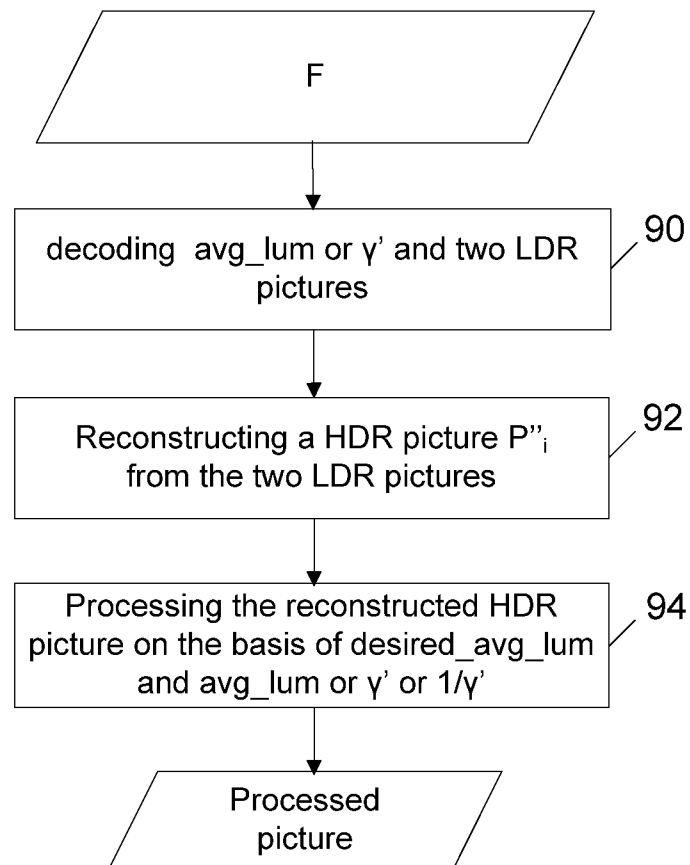 F
decoding avg_lum or γ’ and two LDR
pictures
90
Reconstructing a HDR picture P’’i
from the two LDR pictures
92
Processing the reconstructed HDR
picture on the basis of desired_avg_lum
and avg_lum or γ’ or 1/γ’
94
Processed
picture